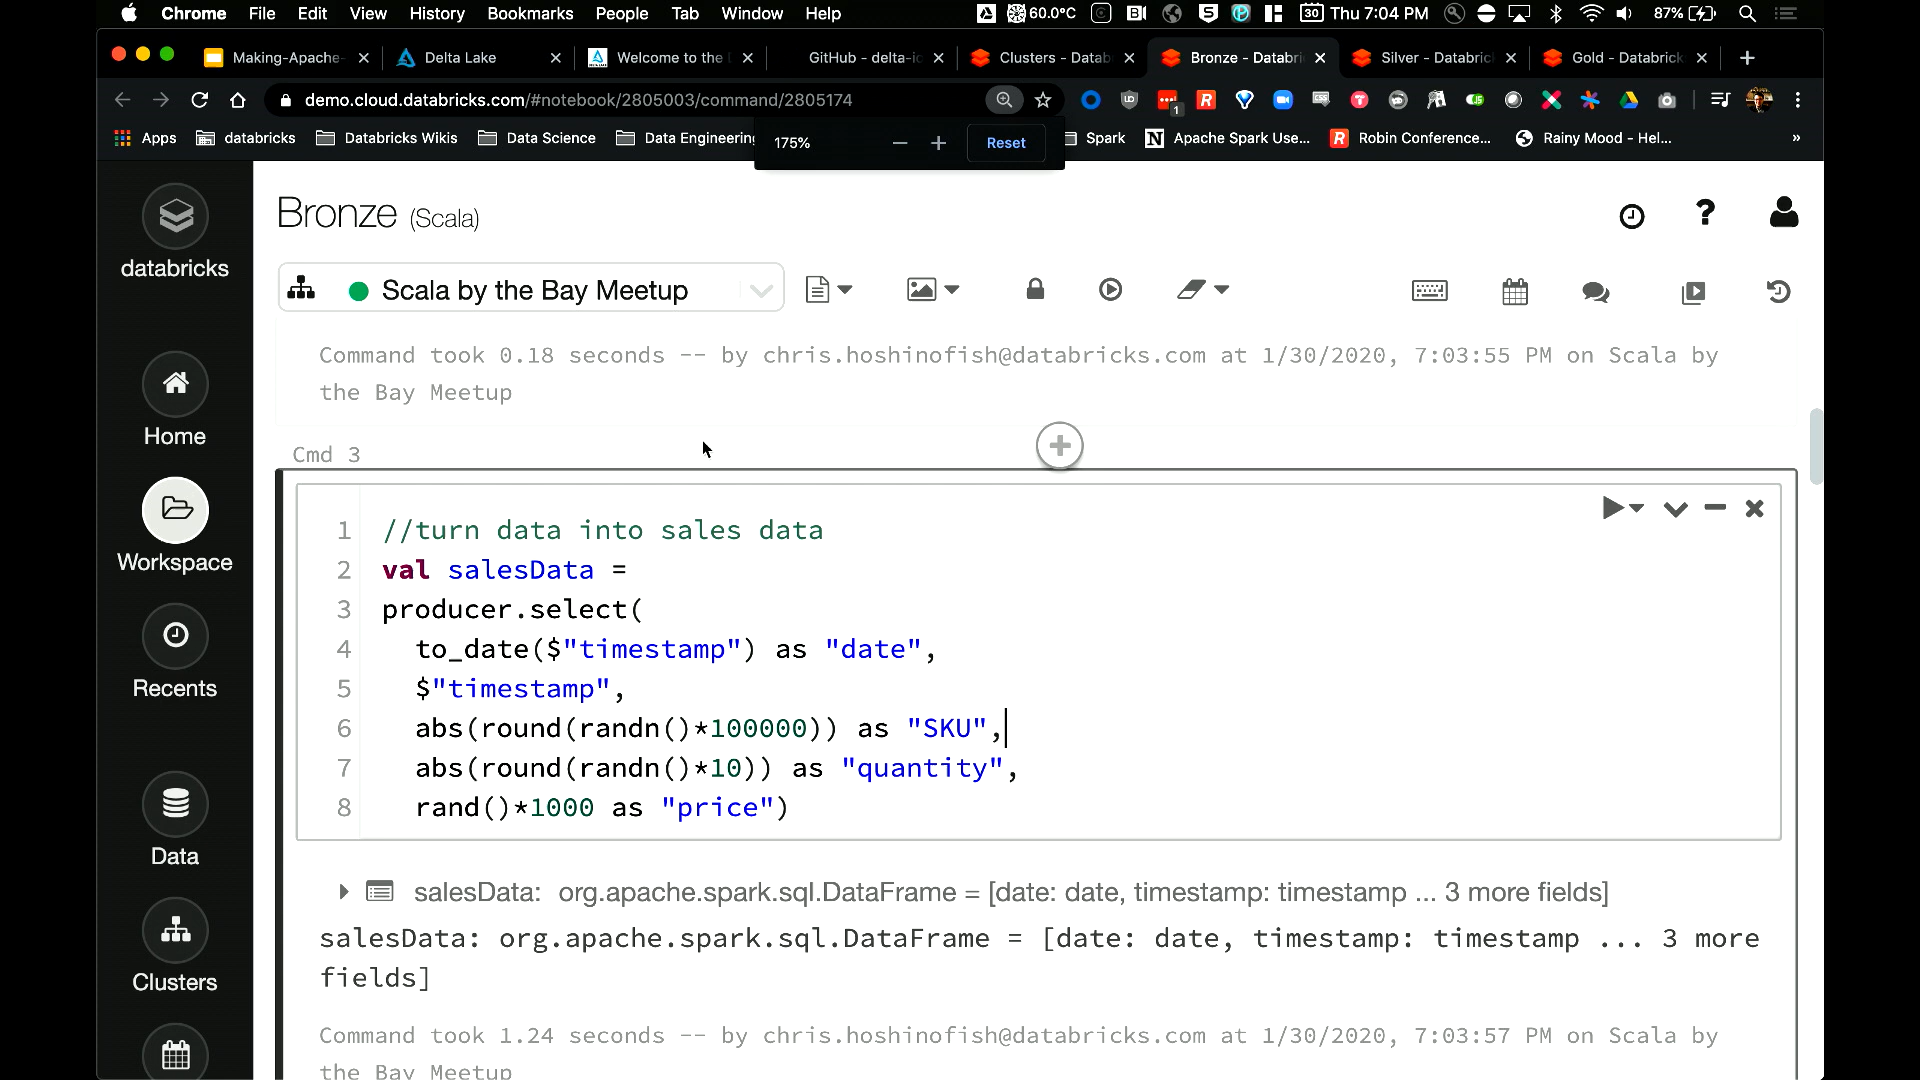 Chrome File Edit View History Bookmarks People Tab Window Help 60.0°C 30 Thu 7:04 PM 87%
Making-Apache- Delta Lake Welcome to the GitHub - delta-io Clusters - Datab Bronze - Databri Silver - Databric Gold - Databrick
demo.cloud.databricks.com/#notebook/2805003/command/2805174
Apps databricks Databricks Wikis Data Science Data Engineering Spark Apache Spark Use... Robin Conference... Rainy Mood - Hel... »
175% Reset
Bronze (Scala)
databricks
Scala by the Bay Meetup
Command took 0.18 seconds -- by chris.hoshinofish@databricks.com at 1/30/2020, 7:03:55 PM on Scala by
the Bay Meetup
Home
Cmd 3
Workspace
1 //turn data into sales data
2 val salesData =
3 producer.select(
4 to_date($"timestamp") as "date",
5 $"timestamp",
6 abs(round(randn()*100000)) as "SKU",
7 abs(round(randn()*10)) as "quantity",
8 rand()*1000 as "price")
Recents
Data
salesData: org.apache.spark.sql.DataFrame = [date: date, timestamp: timestamp ... 3 more fields]
salesData: org.apache.spark.sql.DataFrame = [date: date, timestamp: timestamp ... 3 more
fields]
Clusters
Command took 1.24 seconds -- by chris.hoshinofish@databricks.com at 1/30/2020, 7:03:57 PM on Scala by
the Bay Meetup